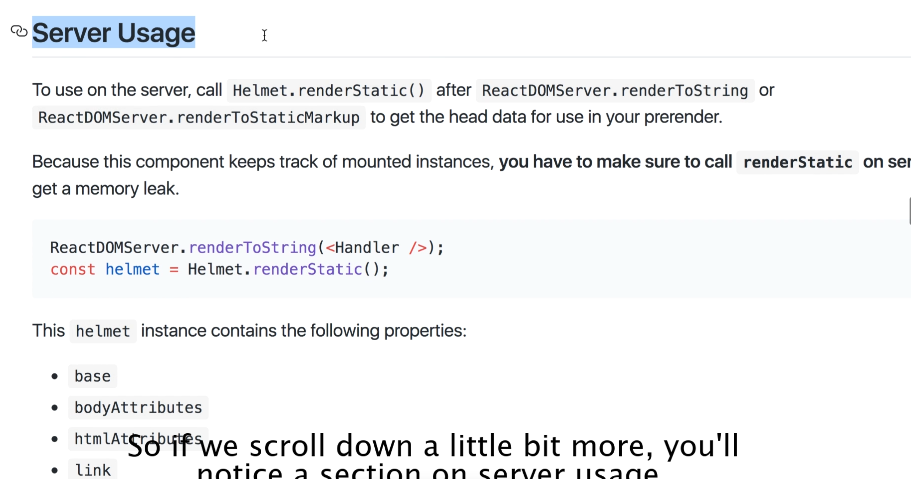 Server Usage
To use on the server, call Helmet.renderStatic() after ReactDOMServer.renderToString or
ReactDOMServer.renderToStaticMarkup to get the head data for use in your prerender.
Because this component keeps track of mounted instances, you have to make sure to call renderStatic on ser
get a memory leak.
ReactDOMServer.renderToString(<Handler />);
const helmet = Helmet.renderStatic();
This helmet instance contains the following properties:
• base
• bodyAttributes
• htmlAttributes
So if we scroll down a little bit more, you'll
• link
notice a section on server usage